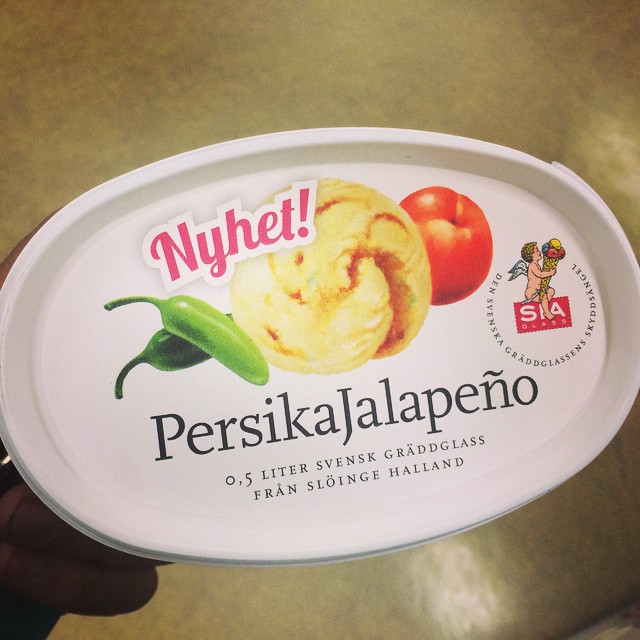 Nyhet!
SIA
GLASS
DEN SVENSKA GRÄDDGLASSENS SKYDDSÄNGEL
PersikaJalapeño
0,5 LITER SVENSK GRÄDDGLASS
FRÅN SLÖINGE HALLAND